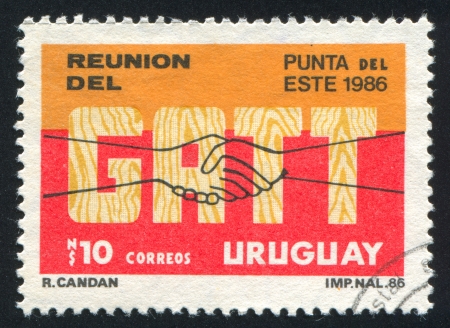 REUNION DEL
PUNTA DEL ESTE 1986
GATT
N$ 10 CORREOS URUGUAY
R. CANDAN IMP. NAL. 86